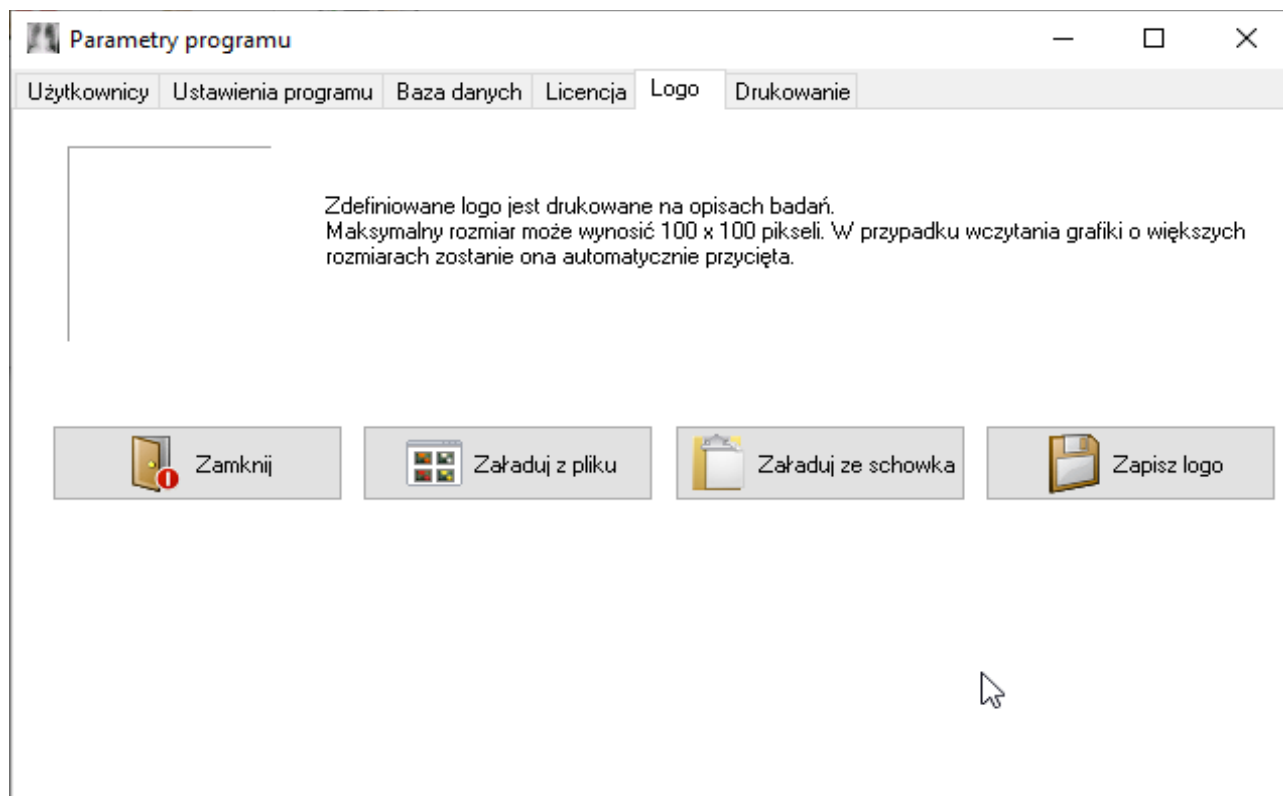 Parametry programu
Użytkownicy Ustawienia programu Baza danych Licencja Logo Drukowanie
Zdefiniowane logo jest drukowane na opisach badań.
Maksymalny rozmiar może wynosić 100 x 100 pikseli. W przypadku wczytania grafiki o większych
rozmiarach zostanie ona automatycznie przycięta.
Zamknij Załaduj z pliku Załaduj ze schowka Zapisz logo